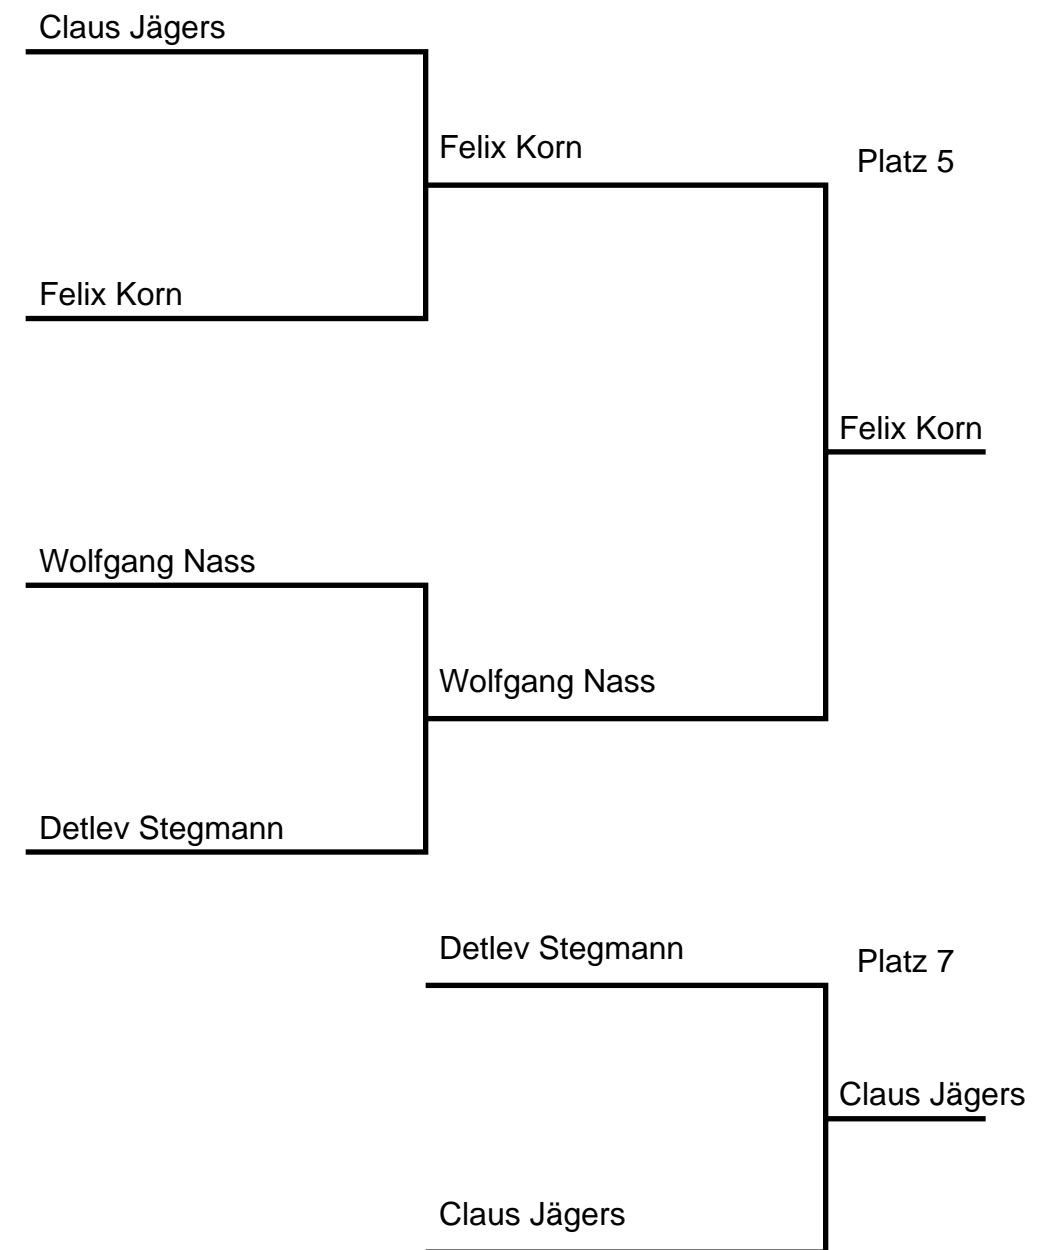 Claus Jägers
Felix Korn
Platz 5
Felix Korn
Felix Korn
Wolfgang Nass
Wolfgang Nass
Detlev Stegmann
Detlev Stegmann
Platz 7
Claus Jägers
Claus Jägers